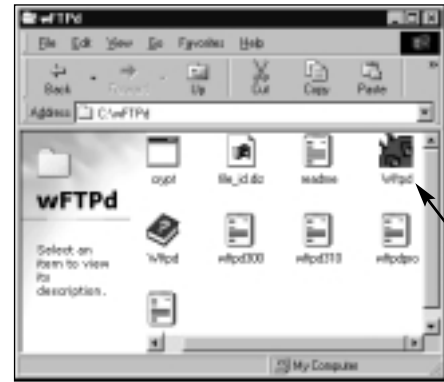 wFTPd
File Edit View Go Favorites Help
Back Forward Up Cut Copy Paste
Address C:\wFTPd
wFTPd
Select an
item to view
its
description.
crypt file_id.diz readme Wftpd
Wftpd wftpd300 wftpd310 wftpdpro
My Computer